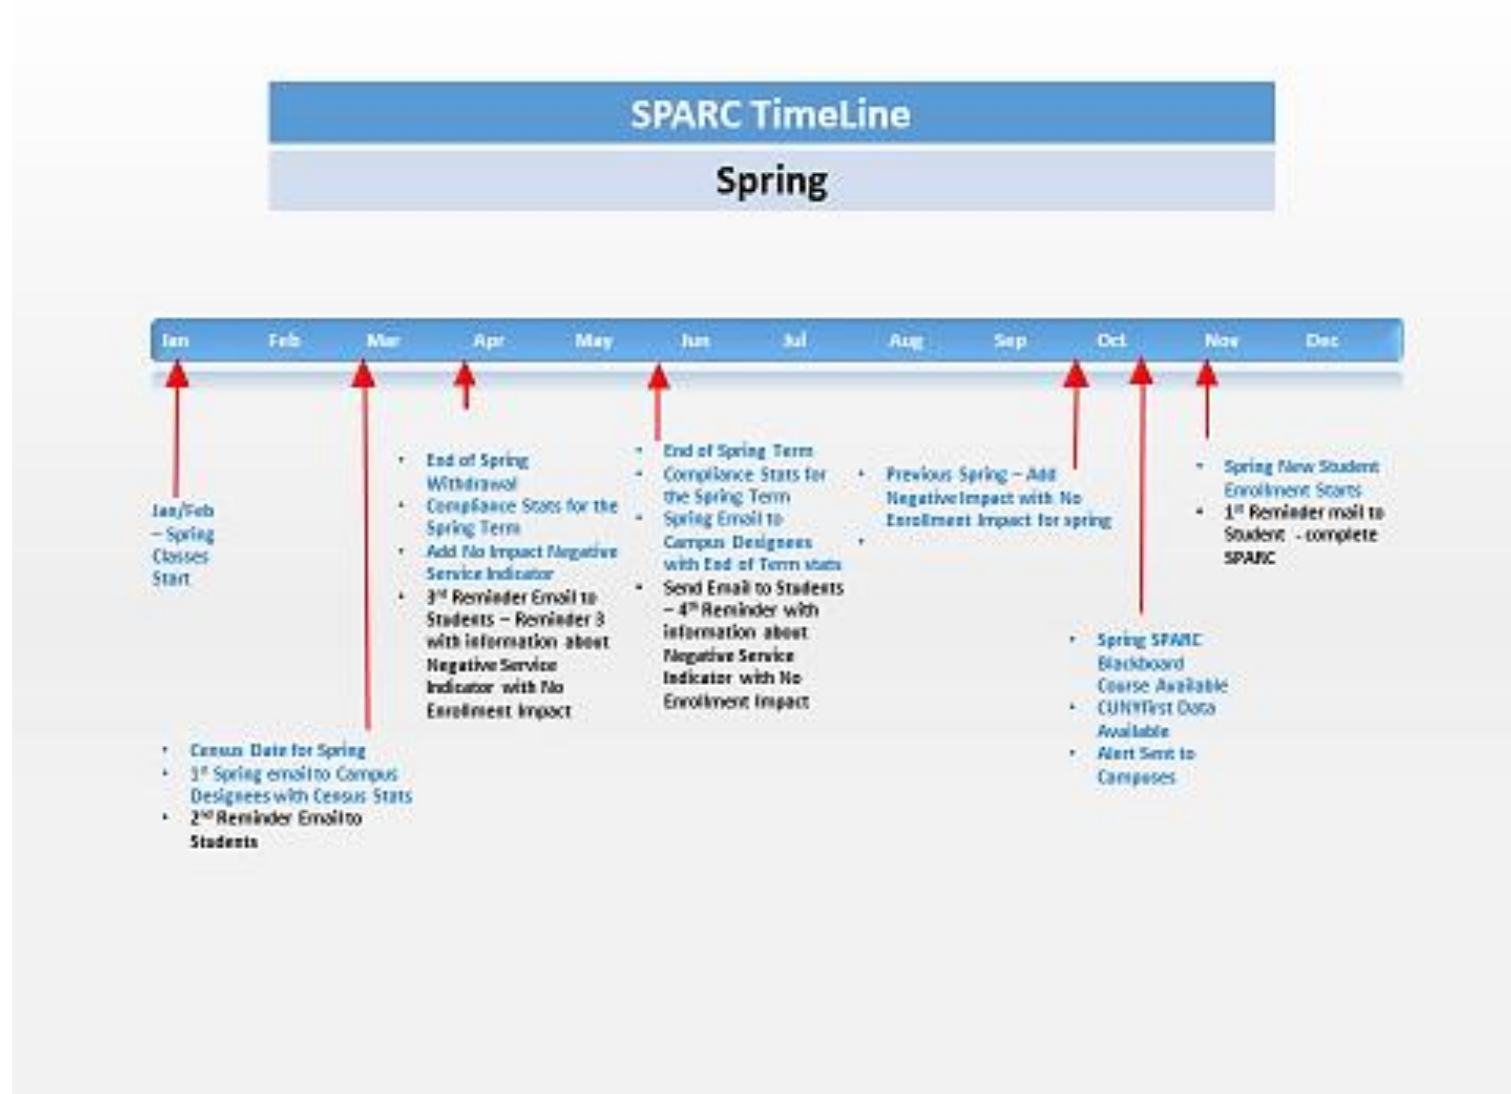 SPARC TimeLine
Spring
Jan Feb Mar Apr May Jun Jul Aug Sep Oct Nov Dec
Jan/Feb
– Spring
Classes
Start
• Census Date for Spring
• 1st Spring email to Campus
Designees with Census Stats
• 2nd Reminder Email to
Students
• End of Spring
Withdrawal
• Compliance Stats for the
Spring Term
• Add No Impact Negative
Service Indicator
• 3rd Reminder Email to
Students – Reminder 3
with information about
Negative Service
Indicator with No
Enrollment Impact
• End of Spring Term
• Compliance Stats for
the Spring Term
• Spring Email to
Campus Designees
with End of Term stats
• Send Email to Students
– 4th Reminder with
information about
Negative Service
Indicator with No
Enrollment Impact
• Previous Spring – Add
Negative Impact with No
Enrollment Impact for spring
•
• Spring SPARC
Blackboard
Course Available
• CUNYfirst Data
Available
• Alert Sent to
Campuses
• Spring New Student
Enrollment Starts
• 1st Reminder mail to
Student - complete
SPARC